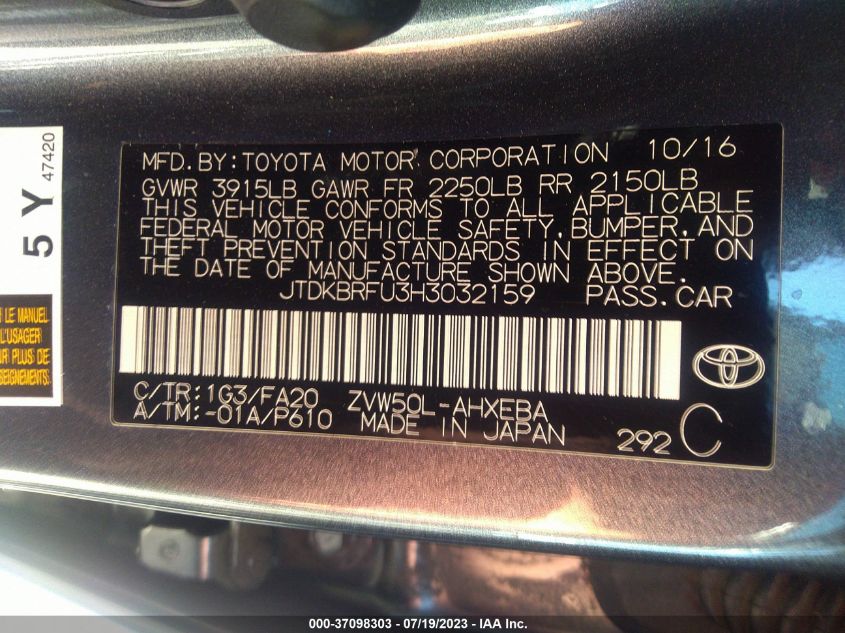 MFD.BY:TOYOTA MOTOR CORPORATION 10/16
GVWR 3915LB GAWR FR 2250LB RR 2150LB
THIS VEHICLE CONFORMS TO ALL APPLICABLE
FEDERAL MOTOR VEHICLE SAFETY,BUMPER,AND
THEFT PREVENTION STANDARDS IN EFFECT ON
THE DATE OF MANUFACTURE SHOWN ABOVE.
JTDKBRFU3H3032159 PASS.CAR
C/TR:1G3/FA20 ZVW50L-AHXEBA
A/TM:-01A/P610 MADE IN JAPAN 292 C
5 Y 47420
LE MANUEL
L'USAGER
PLUS DE
SEIGNEMENTS.
000-37098303 - 07/19/2023 - IAA Inc.